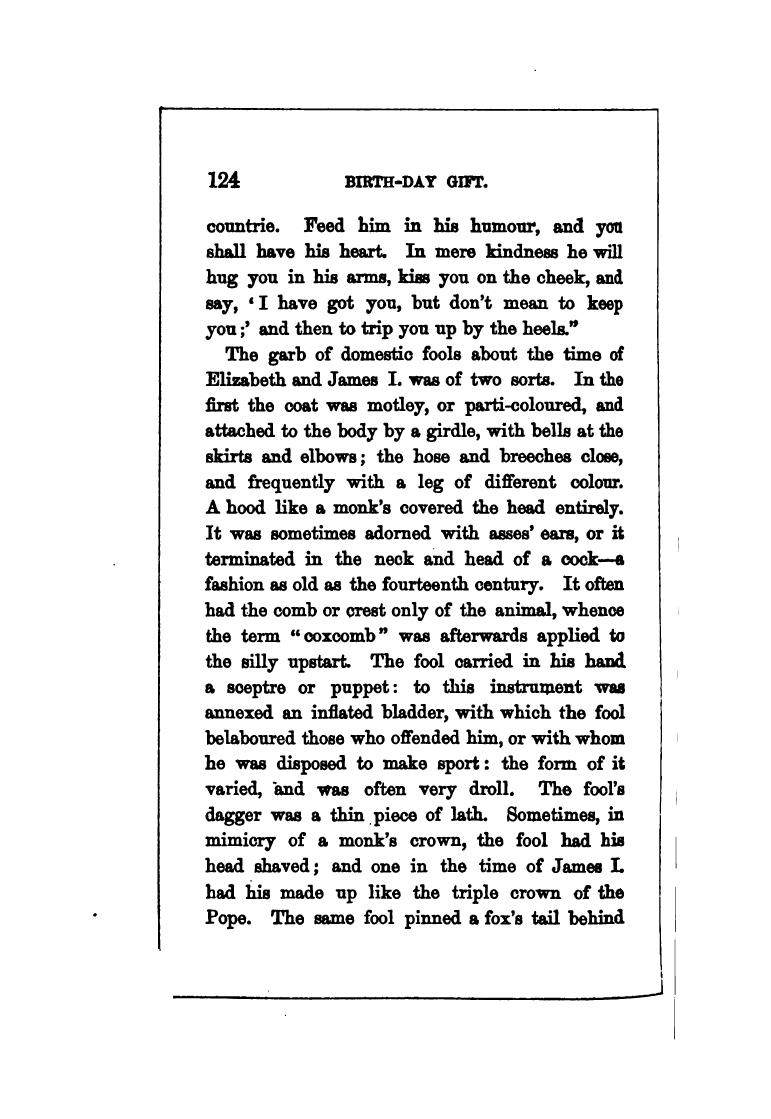 124 BIRTH-DAY GIFT.
countrie. Feed him in his humour, and you
shall have his heart. In mere kindness he will
hug you in his arms, kiss you on the cheek, and
say, ‘I have got you, but don't mean to keep
you;’ and then to trip you up by the heels.”
The garb of domestic fools about the time of
Elizabeth and James I. was of two sorts. In the
first the coat was motley, or parti-coloured, and
attached to the body by a girdle, with bells at the
skirts and elbows; the hose and breeches close,
and frequently with a leg of different colour.
A hood like a monk's covered the head entirely.
It was sometimes adorned with asses' ears, or it
terminated in the neck and head of a cock—a
fashion as old as the fourteenth century. It often
had the comb or crest only of the animal, whence
the term “coxcomb” was afterwards applied to
the silly upstart. The fool carried in his hand
a sceptre or puppet: to this instrument was
annexed an inflated bladder, with which the fool
belaboured those who offended him, or with whom
he was disposed to make sport: the form of it
varied, and was often very droll. The fool's
dagger was a thin piece of lath. Sometimes, in
mimicry of a monk's crown, the fool had his
head shaved; and one in the time of James I.
had his made up like the triple crown of the
Pope. The same fool pinned a fox's tail behind